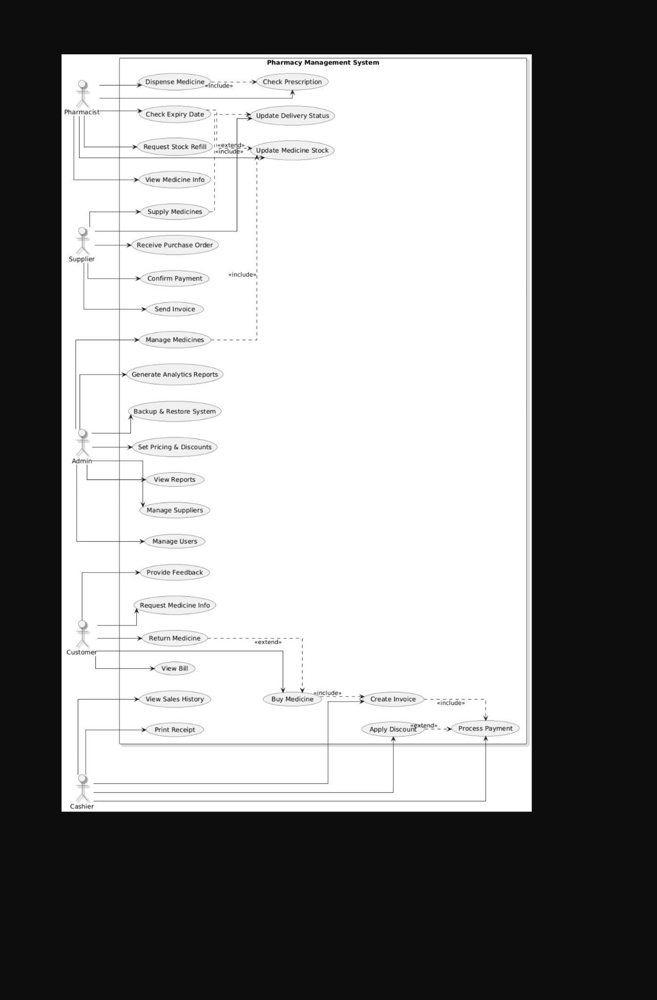 Pharmacy Management System
Dispense Medicine
«include»
Check Prescription
Pharmacist
Check Expiry Date
Update Delivery Status
Request Stock Refill
«extend»
«include»
Update Medicine Stock
View Medicine Info
Supply Medicines
Supplier
Receive Purchase Order
«include»
Confirm Payment
Send Invoice
Manage Medicines
Generate Analytics Reports
Backup & Restore System
Set Pricing & Discounts
Admin
View Reports
Manage Suppliers
Manage Users
Provide Feedback
Request Medicine Info
Return Medicine
«extend»
Customer
View Bill
View Sales History
Buy Medicine
«include»
Create Invoice
«include»
Print Receipt
Apply Discount
«extend»
Process Payment
Cashier